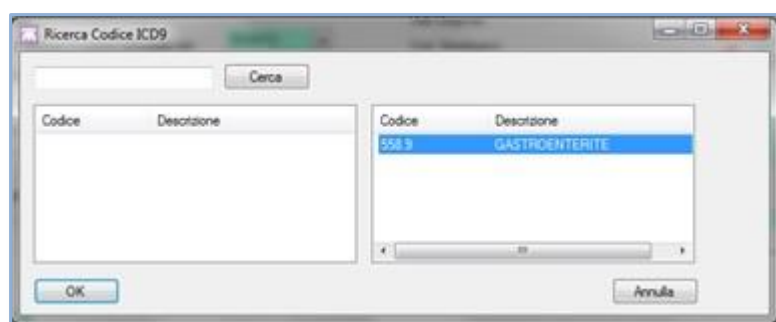 Ricerca Codice ICD9
Cerca
Codice Descrizione
Codice Descrizione
558.9 GASTROENTERITE
OK
Annulla